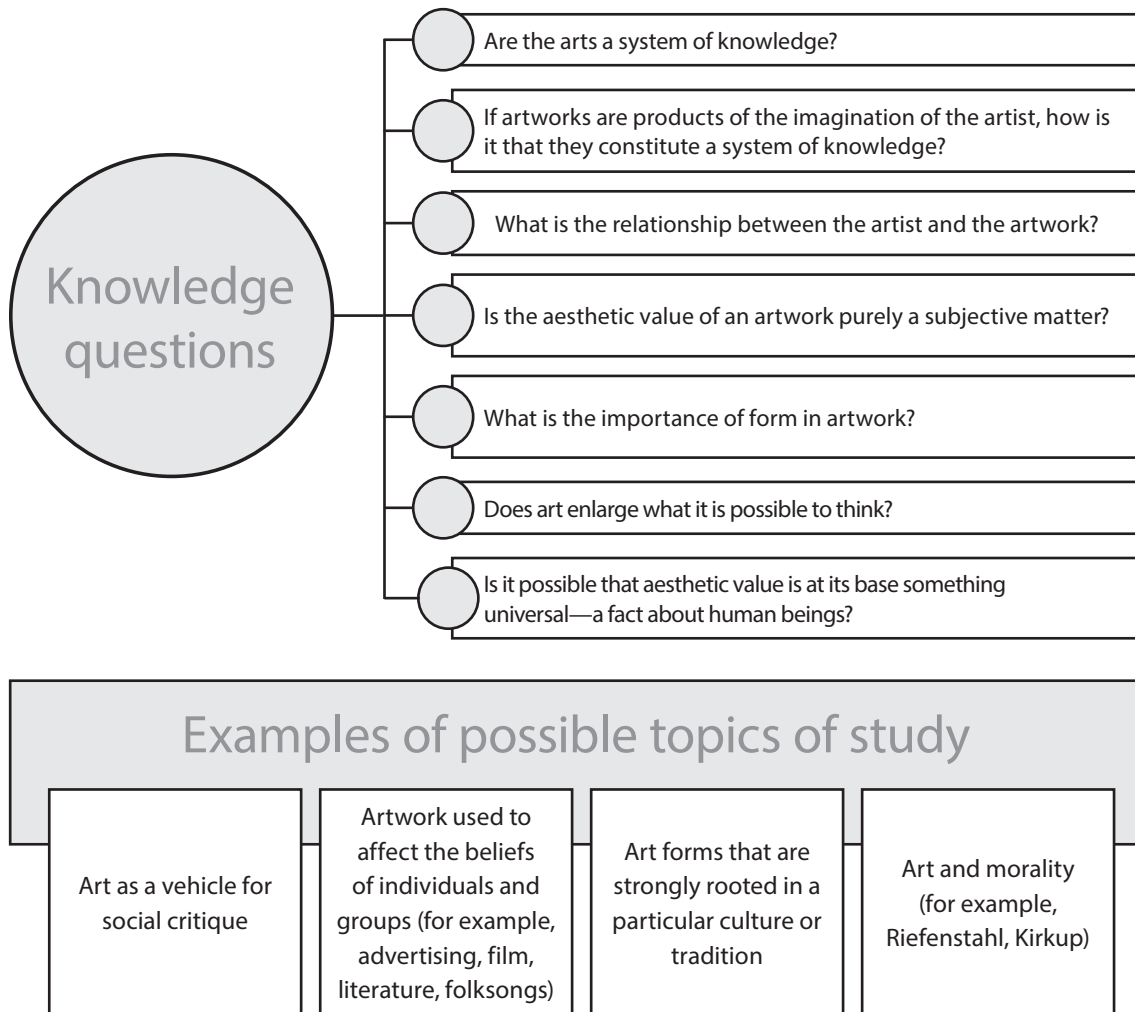 Knowledge
questions
Are the arts a system of knowledge?
If artworks are products of the imagination of the artist, how is
it that they constitute a system of knowledge?
What is the relationship between the artist and the artwork?
Is the aesthetic value of an artwork purely a subjective matter?
What is the importance of form in artwork?
Does art enlarge what it is possible to think?
Is it possible that aesthetic value is at its base something
universal—a fact about human beings?
Examples of possible topics of study
Art as a vehicle for
social critique
Artwork used to
affect the beliefs
of individuals and
groups (for example,
advertising, film,
literature, folksongs)
Art forms that are
strongly rooted in a
particular culture or
tradition
Art and morality
(for example,
Riefenstahl, Kirkup)